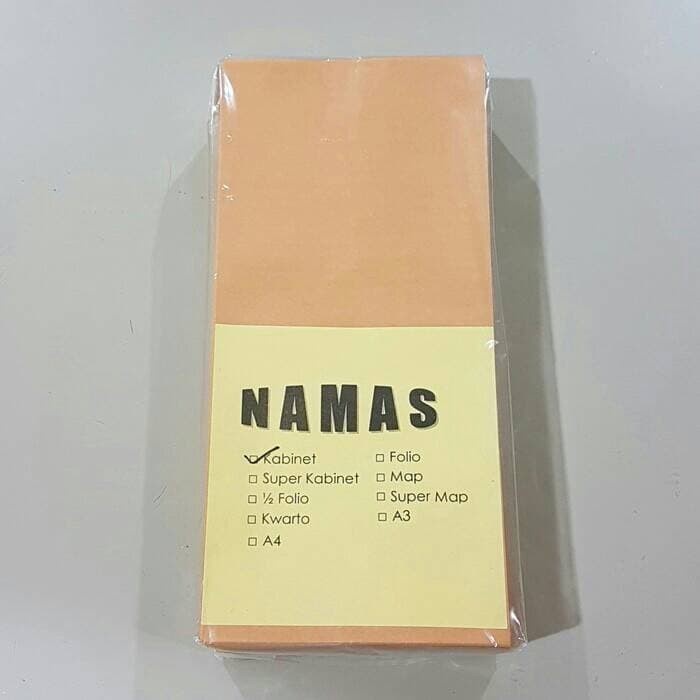 NAMAS
Kabinet
Super Kabinet
½ Folio
Kwarto
A4
Folio
Map
Super Map
A3